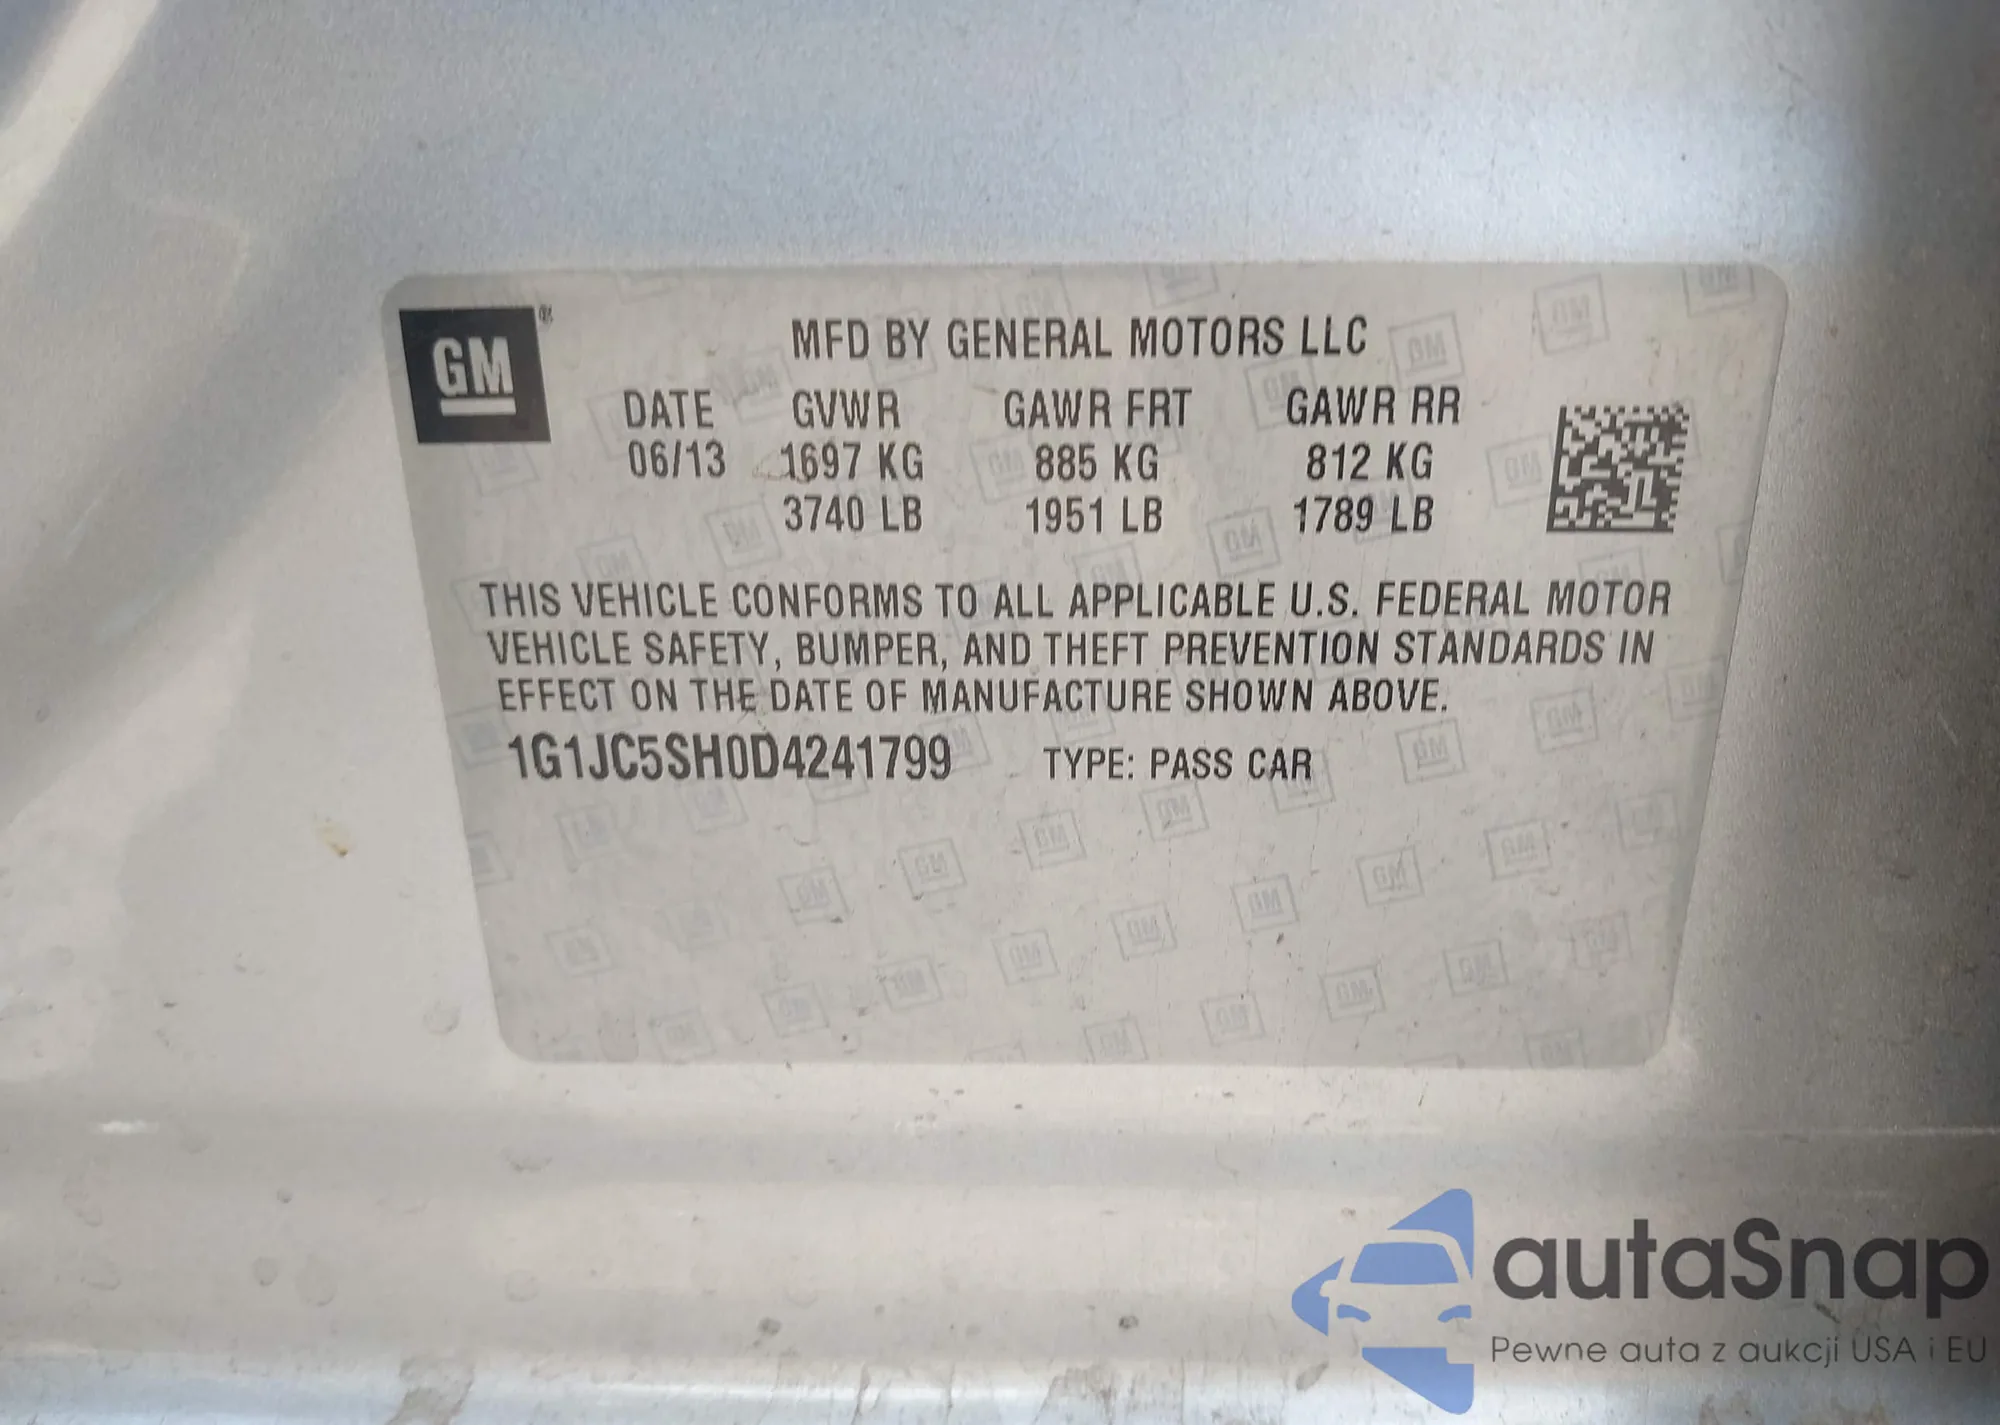 GM®
MFD BY GENERAL MOTORS LLC
DATE GVWR GAWR FRT GAWR RR
06/13 1697 KG 885 KG 812 KG
3740 LB 1951 LB 1789 LB
THIS VEHICLE CONFORMS TO ALL APPLICABLE U.S. FEDERAL MOTOR
VEHICLE SAFETY, BUMPER, AND THEFT PREVENTION STANDARDS IN
EFFECT ON THE DATE OF MANUFACTURE SHOWN ABOVE.
1G1JC5SH0D4241799 TYPE: PASS CAR
autaSnap
Pewne auta z aukcji USA i EU